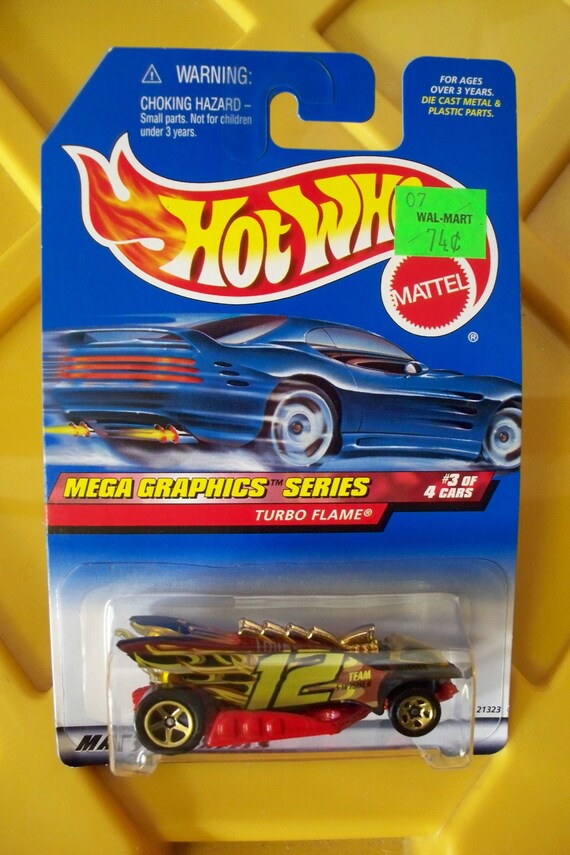 WARNING:
CHOKING HAZARD –
Small parts. Not for children
under 3 years.
FOR AGES
OVER 3 YEARS.
DIE CAST METAL &
PLASTIC PARTS.
HOT WH
07
WAL-MART
74¢
MATTEL
®
MEGA GRAPHICS™ SERIES
#3 OF
4 CARS
TURBO FLAME®
12
TEAM
21323
MA